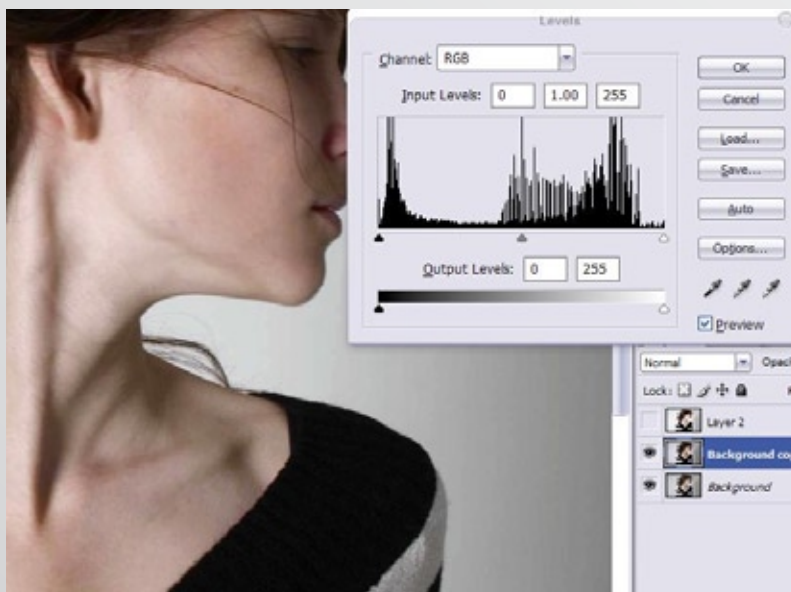 Levels
Channel: RGB
Input Levels: 0 1.00 255
OK
Cancel
Load...
Save...
Auto
Options...
Output Levels: 0 255
Preview
Normal
Lock:
Layer 2
Background
Background